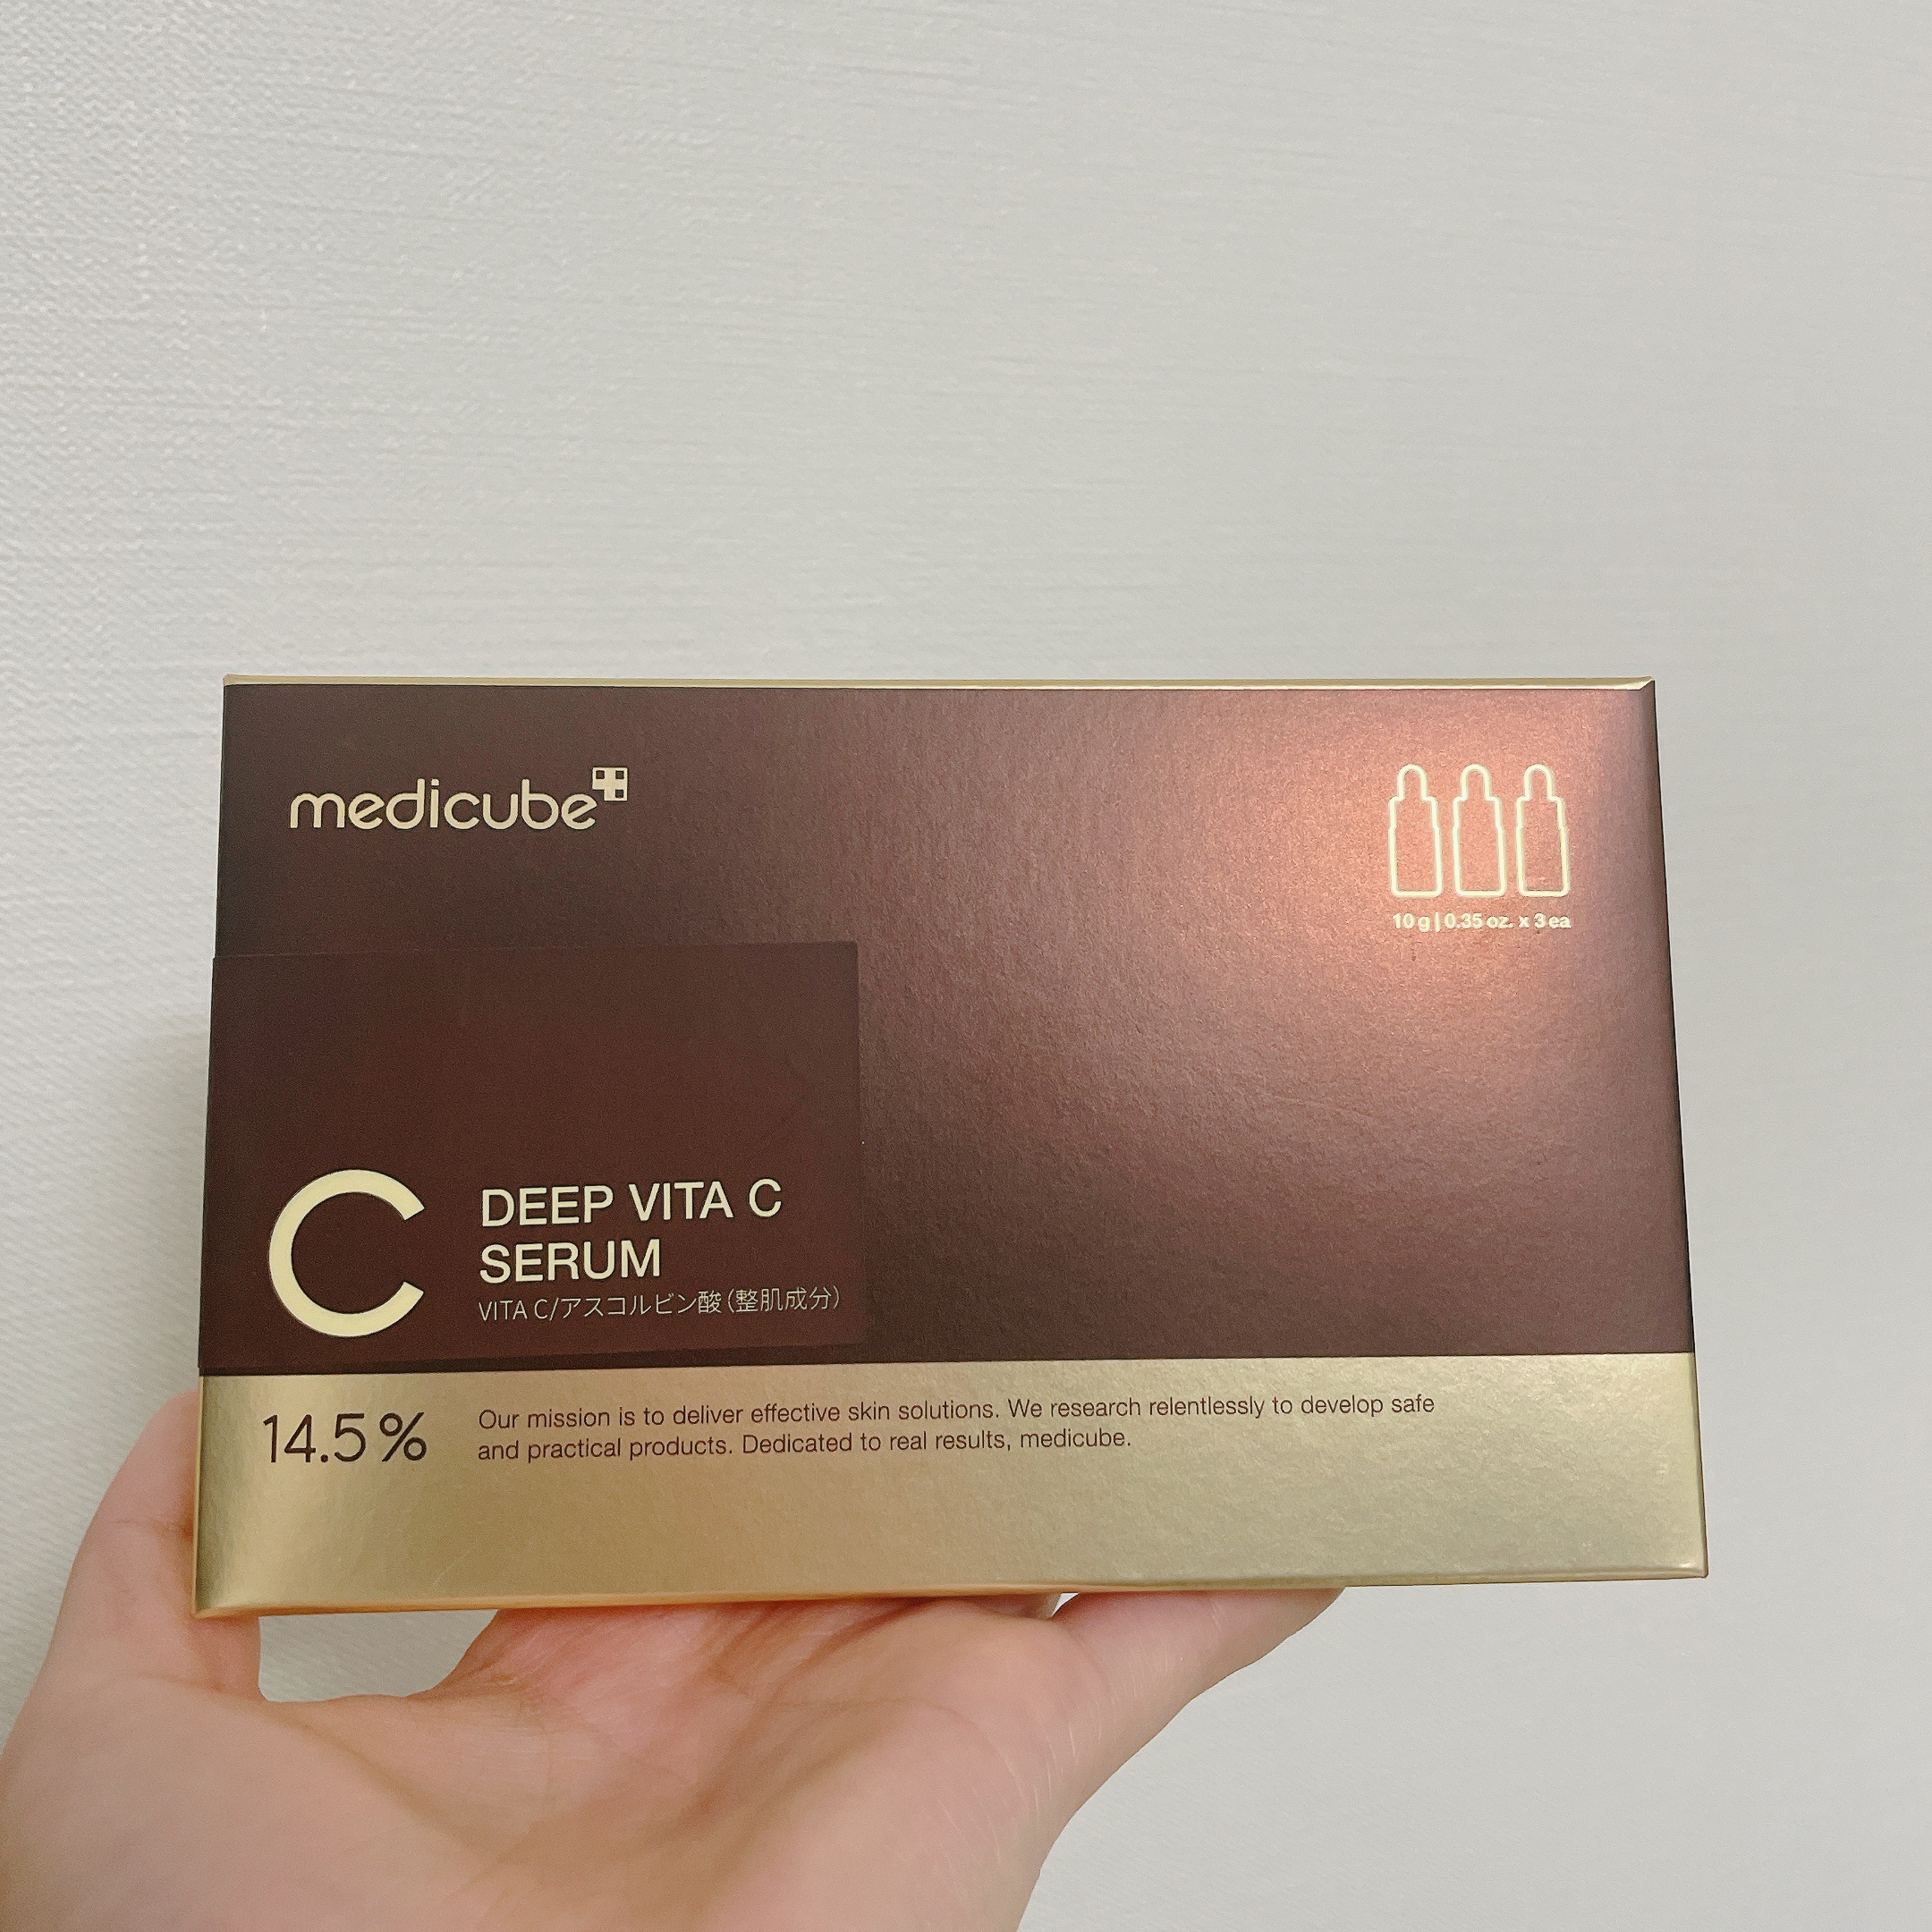 medicube
10g|0.35 oz. x 3 ea
C
DEEP VITA C
SERUM
VITA C/アスコルビン酸（整肌成分）
14.5%
Our mission is to deliver effective skin solutions. We research relentlessly to develop safe
and practical products. Dedicated to real results, medicube.